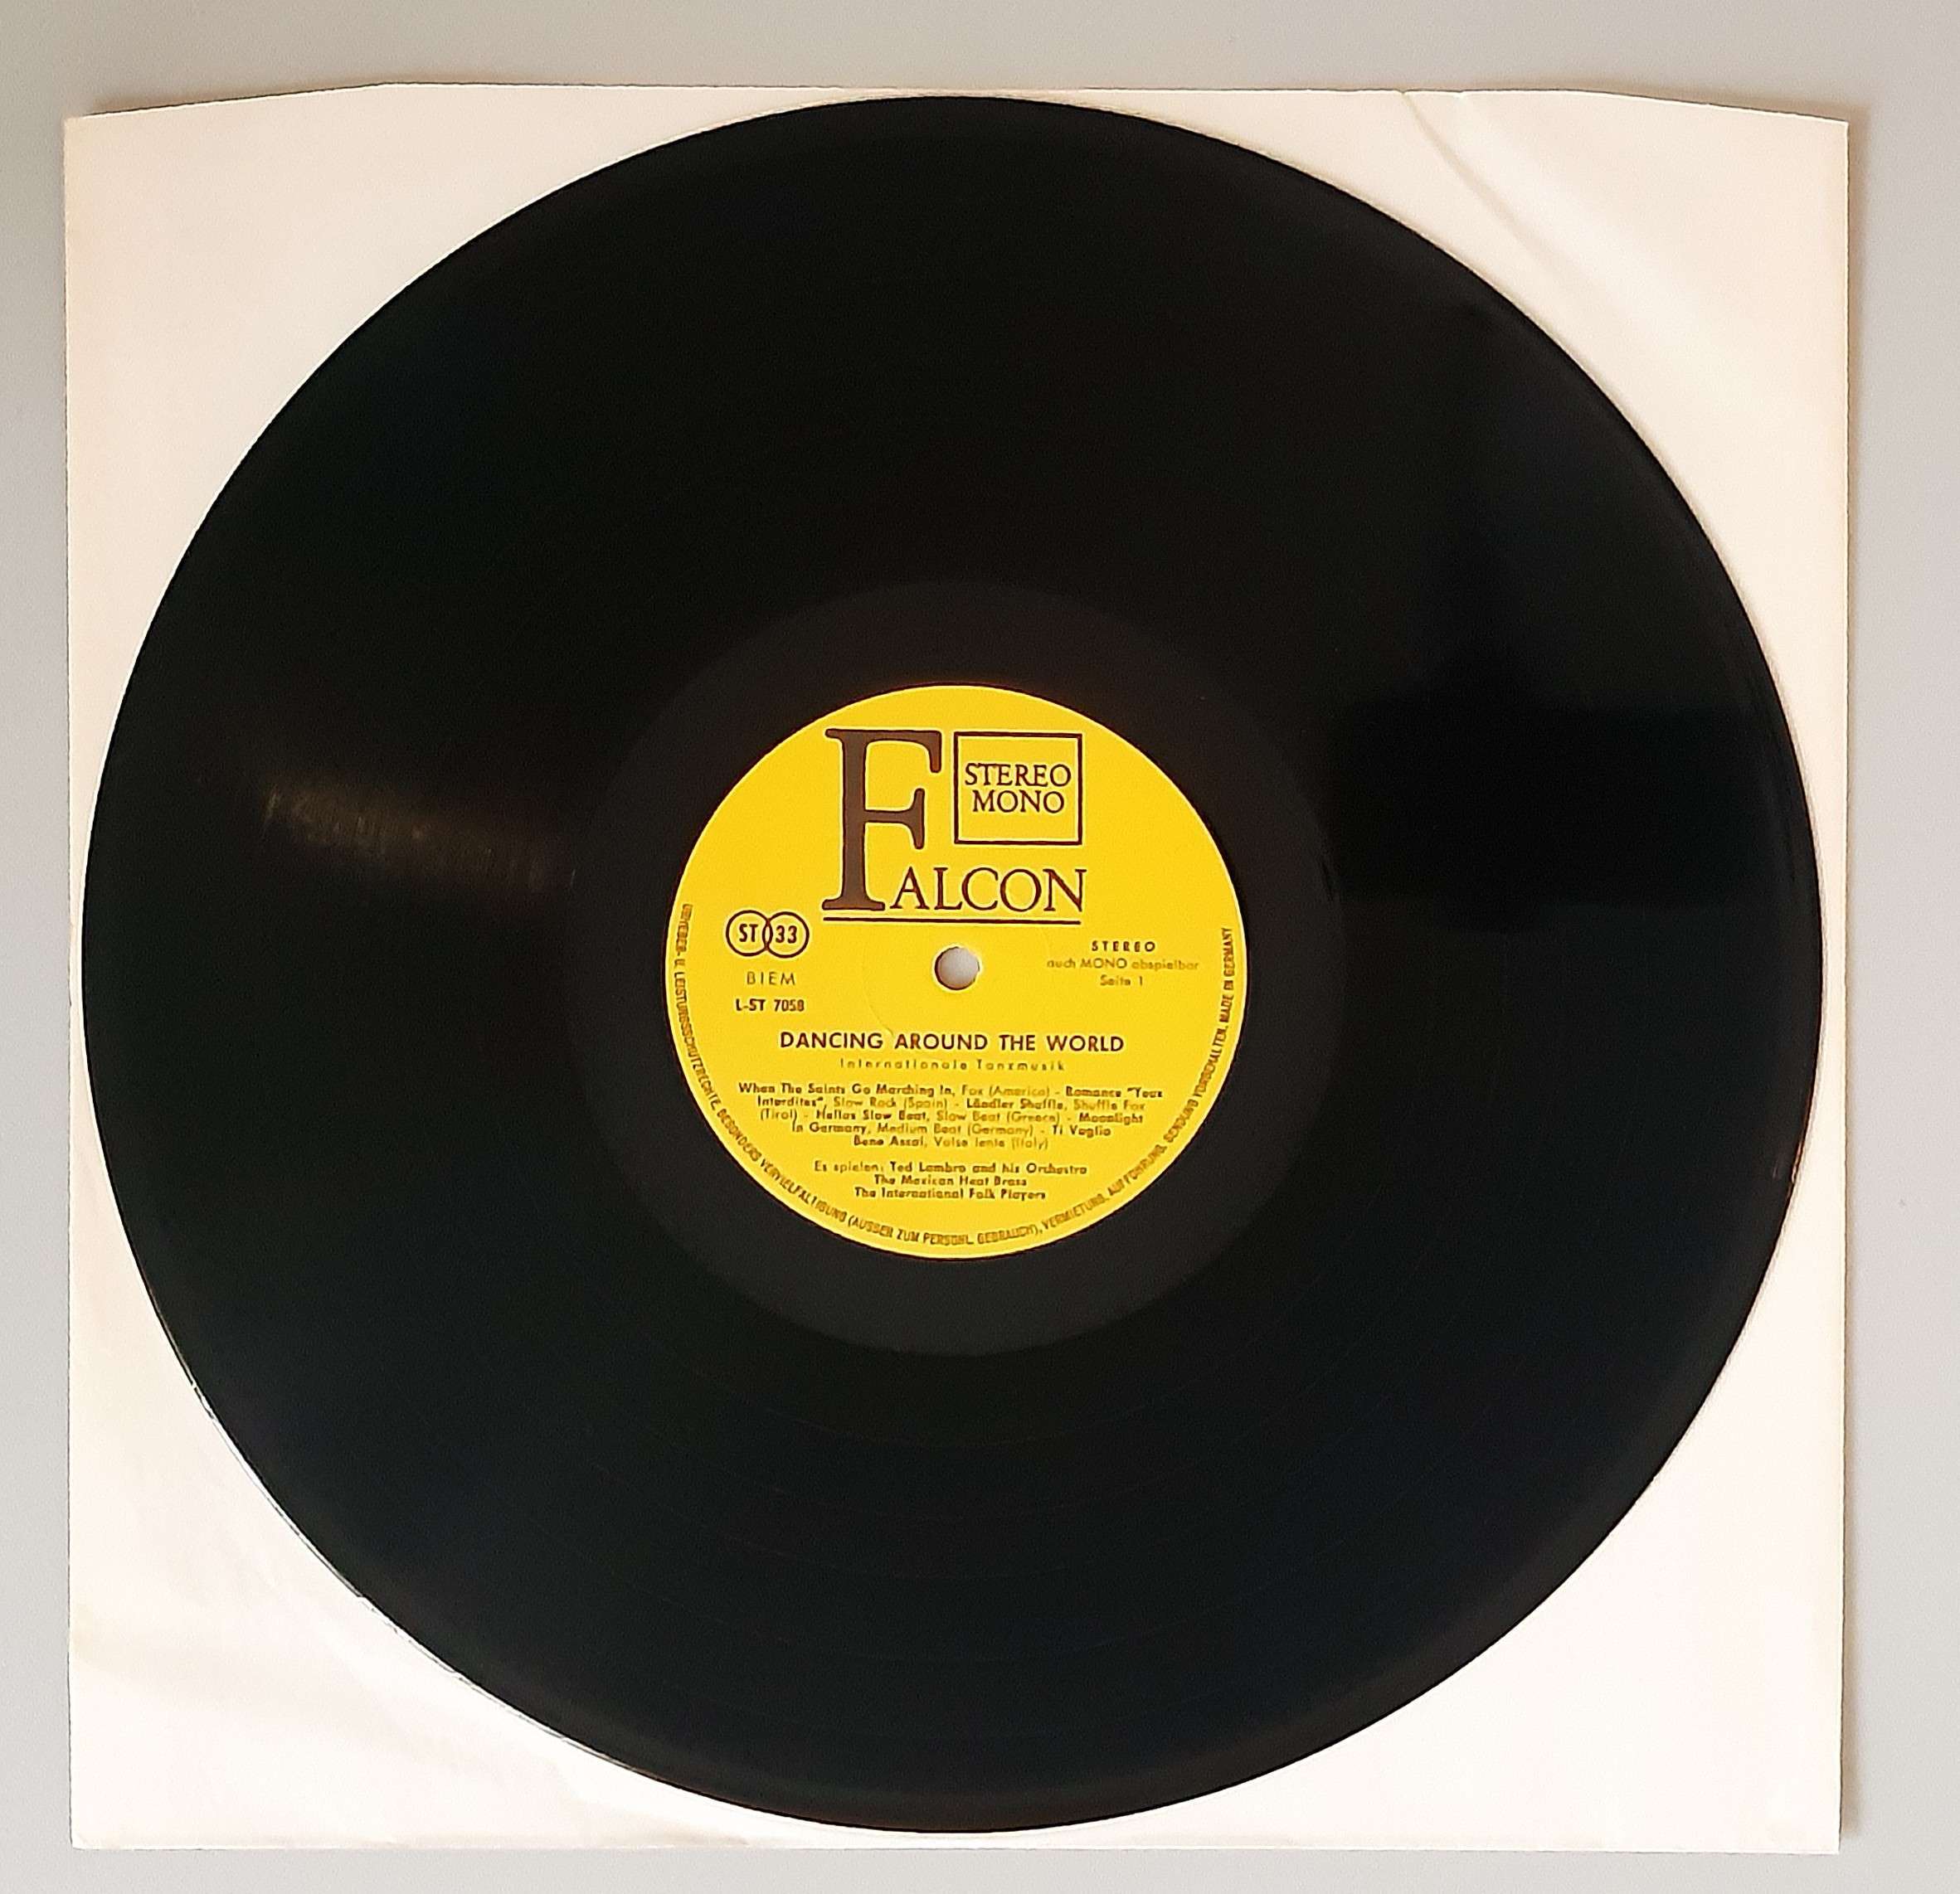 STEREO
MONO
FALCON
ST 33
BIEM
L-ST 7058
STEREO
auch MONO abspielbar
Seite 1
DANCING AROUND THE WORLD
Internationale Tanzmusik
When The Saints Go Marching In, Fox (America) - Romance "Yeux
Interdites", Slow Rock (Spain) - Ländler Shuffle, Shuffle Fox
(Tirol) - Hellas Slow Beat, Slow Beat (Greece) - Moonlight
In Germany, Medium Beat (Germany) - Ti Voglio
Bene Assai, Valse lente (Italy)
Es spielen: Ted Lambro and his Orchestra
The Mexican Heat Brass
The International Folk Players
URHEBER- U. LEISTUNGSSCHUTZRECHTE, BESONDERS VERVIELFÄLTIGUNG (AUSSER ZUM PERSÖNL. GEBRAUCH), VERMIETUNG, AUFFÜHRUNG, SENDUNG VORBEHALTEN. MADE IN GERMANY